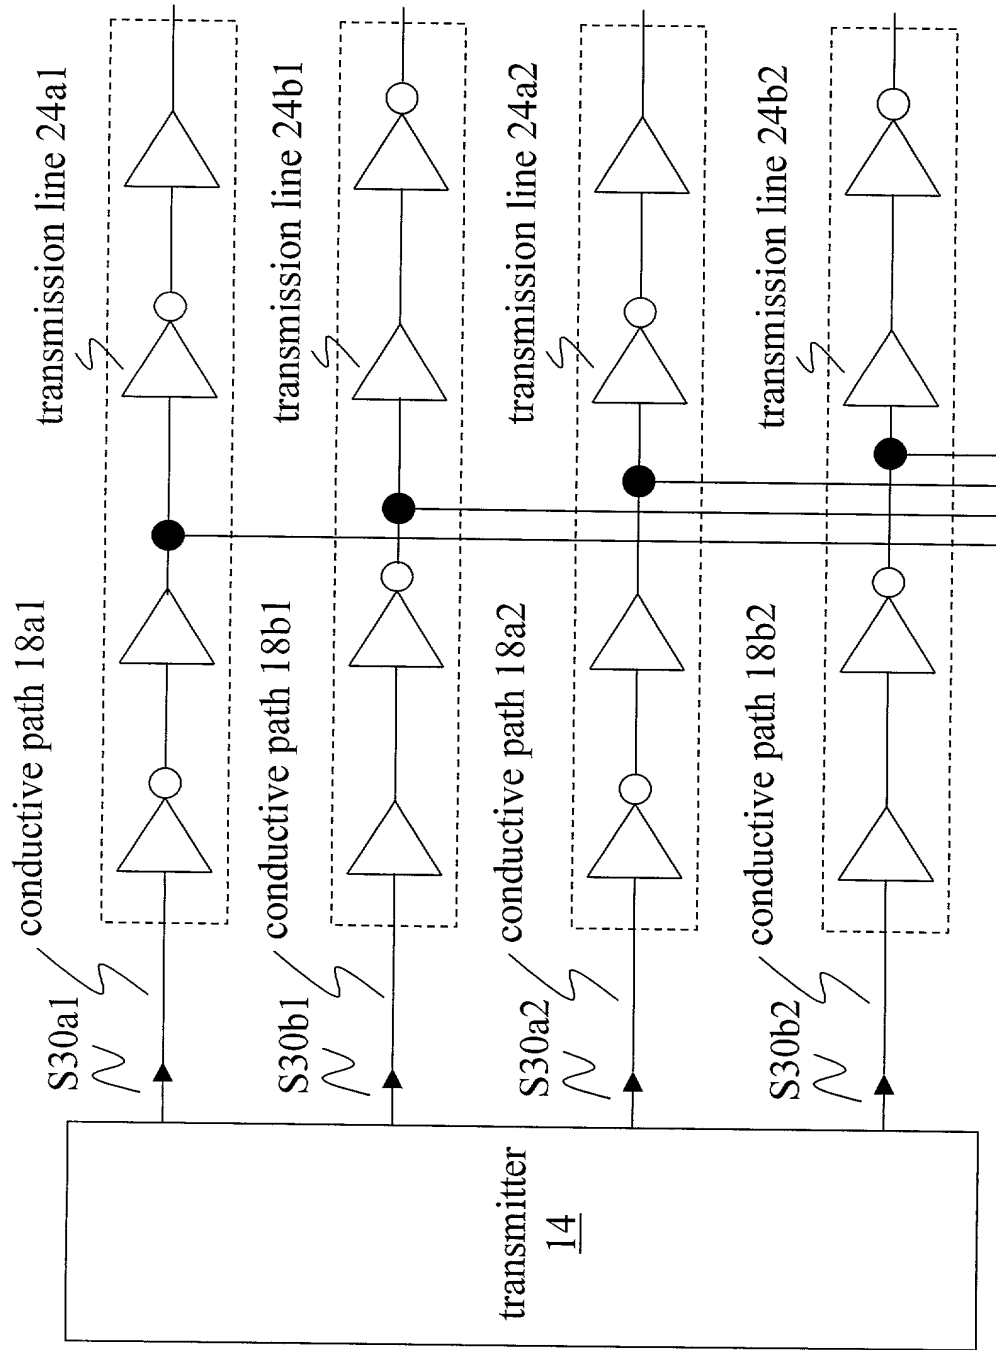 transmission line 24a1
transmission line 24b1
transmission line 24a2
transmission line 24b2
conductive path 18a1
conductive path 18b1
conductive path 18a2
conductive path 18b2
S30a1
S30b1
S30a2
S30b2
transmitter
14